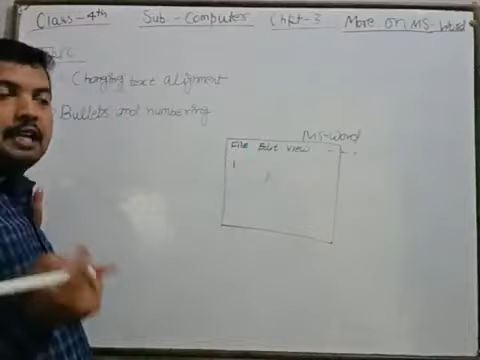 Class-4th Sub.-Computer Chpt-3 More on MS-Word
Topic
Changing text alignment
Bullets and numbering
MS-Word
File Edit View - - -